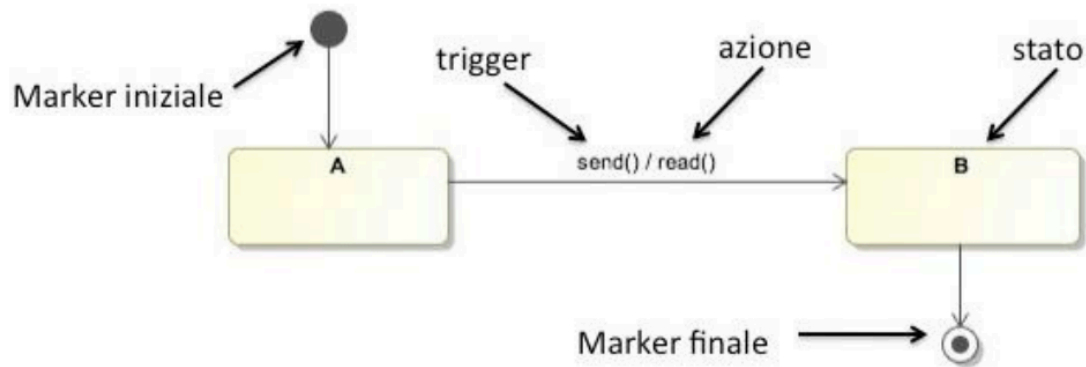 trigger
azione
stato
Marker iniziale
A
send() / read()
B
Marker finale